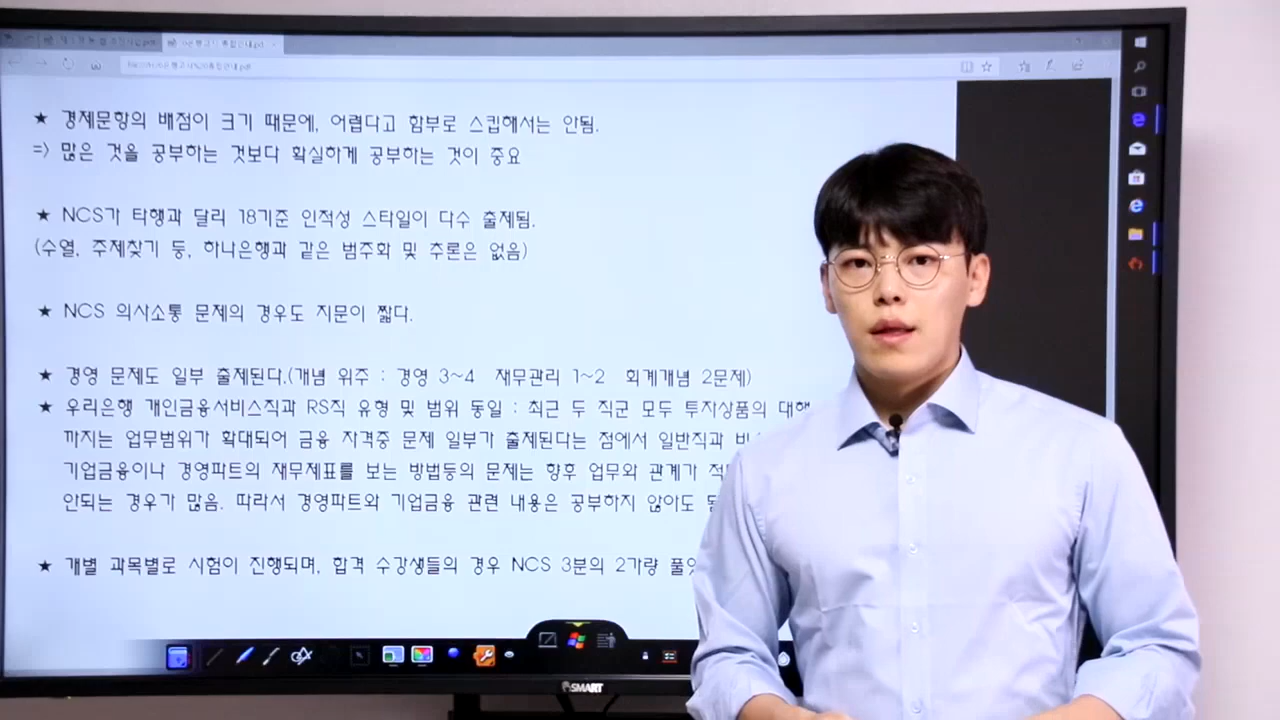 ★ 경제문항의 배점이 크기 때문에, 어렵다고 함부로 스킵해서는 안됨.
=> 많은 것을 공부하는 것보다 확실하게 공부하는 것이 중요
★ NCS가 타행과 달리 18기준 인적성 스타일이 다수 출제됨.
(수열, 주제찾기 등, 하나은행과 같은 범주화 및 추론은 없음)
★ NCS 의사소통 문제의 경우도 지문이 짧다.
★ 경영 문제도 일부 출제된다.(개념 위주 : 경영 3~4 재무관리 1~2 회계개념 2문제)
★ 우리은행 개인금융서비스직과 RS직 유형 및 범위 동일 : 최근 두 직군 모두 투자상품의 대행
까지는 업무범위가 확대되어 금융 자격증 문제 일부가 출제된다는 점에서 일반직과
기업금융이나 경영파트의 재무제표를 보는 방법등의 문제는 향후 업무와 관계가
안되는 경우가 많음. 따라서 경영파트와 기업금융 관련 내용은 공부하지 않아도
★ 개별 과목별로 시험이 진행되며, 합격 수강생들의 경우 NCS 3분의 2가량
SMART